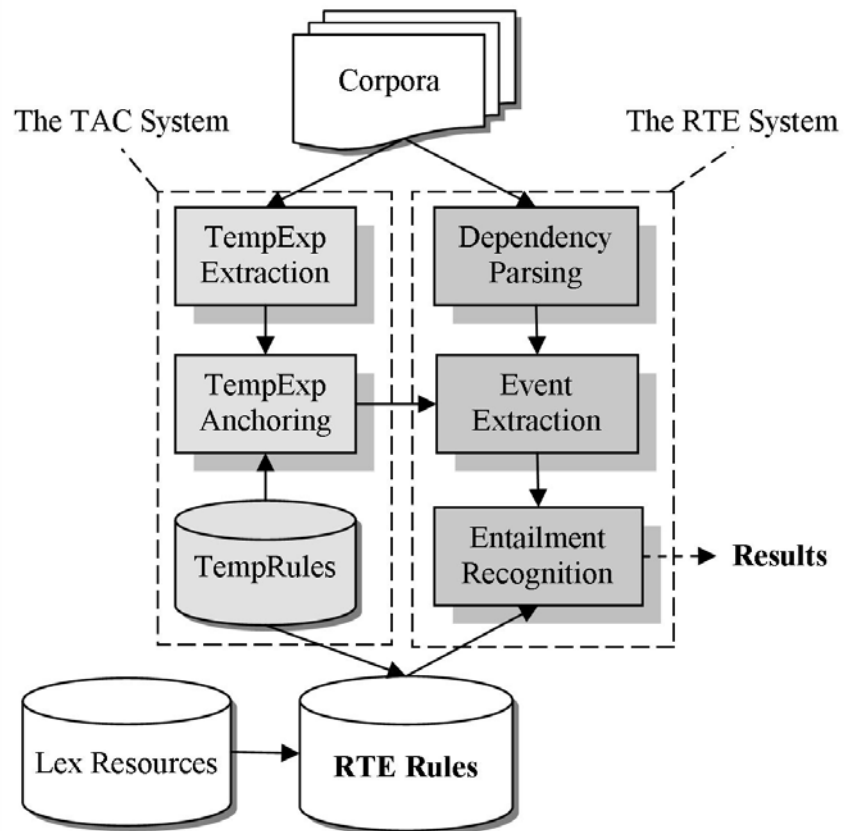 Corpora
The TAC System
The RTE System
TempExp
Extraction
Dependency
Parsing
TempExp
Anchoring
Event
Extraction
TempRules
Entailment
Recognition
Results
Lex Resources
RTE Rules